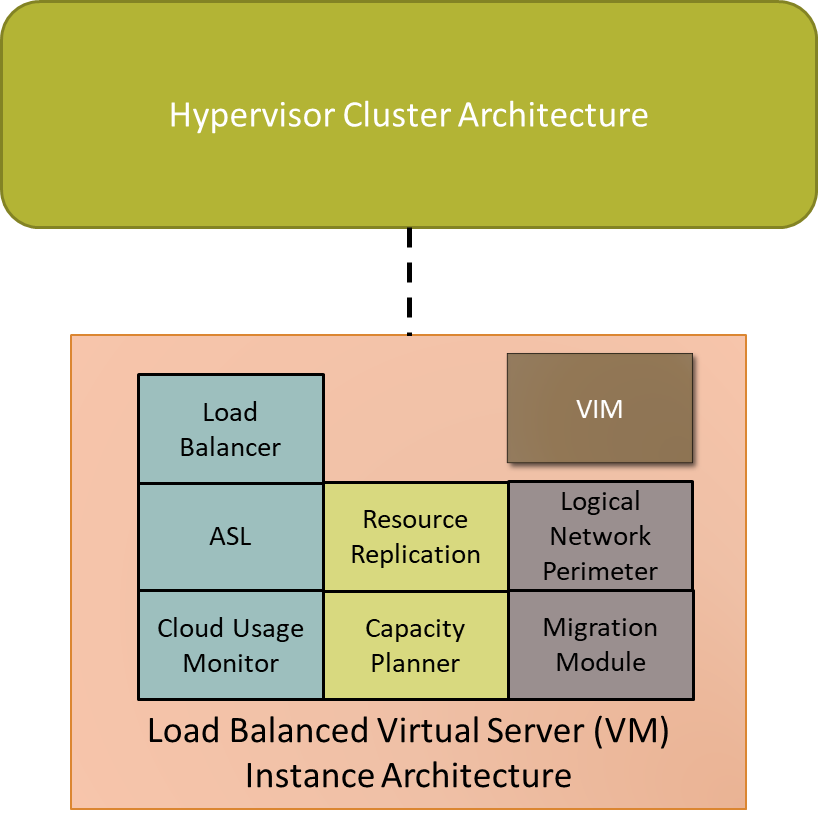 Hypervisor Cluster Architecture
Load
Balancer
VIM
ASL
Resource
Replication
Logical
Network
Perimeter
Cloud Usage
Monitor
Capacity
Planner
Migration
Module
Load Balanced Virtual Server (VM)
Instance Architecture